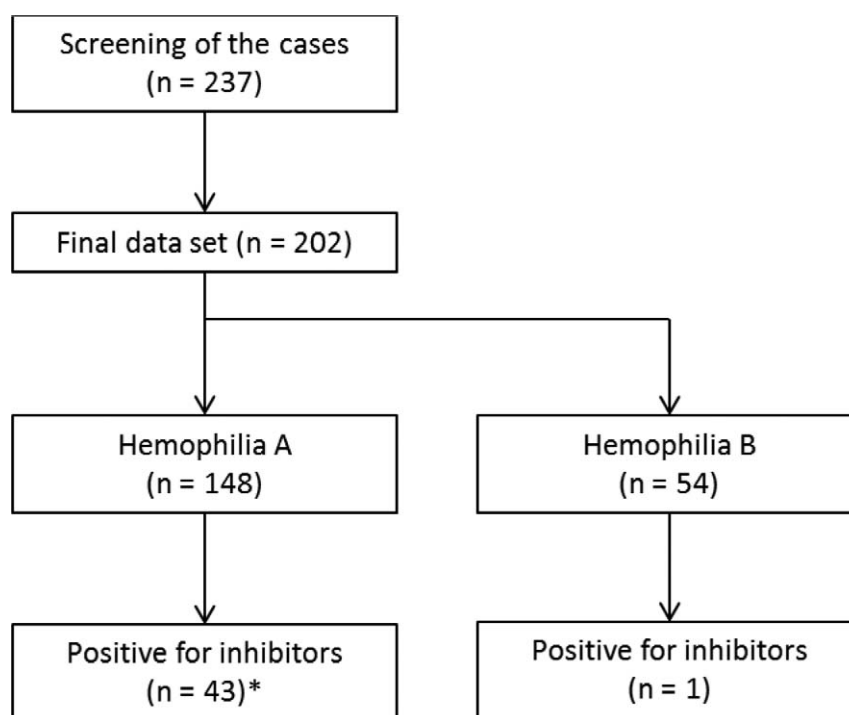 Screening of the cases
(n = 237)
Final data set (n = 202)
Hemophilia A
(n = 148)
Hemophilia B
(n = 54)
Positive for inhibitors
(n = 43)*
Positive for inhibitors
(n = 1)